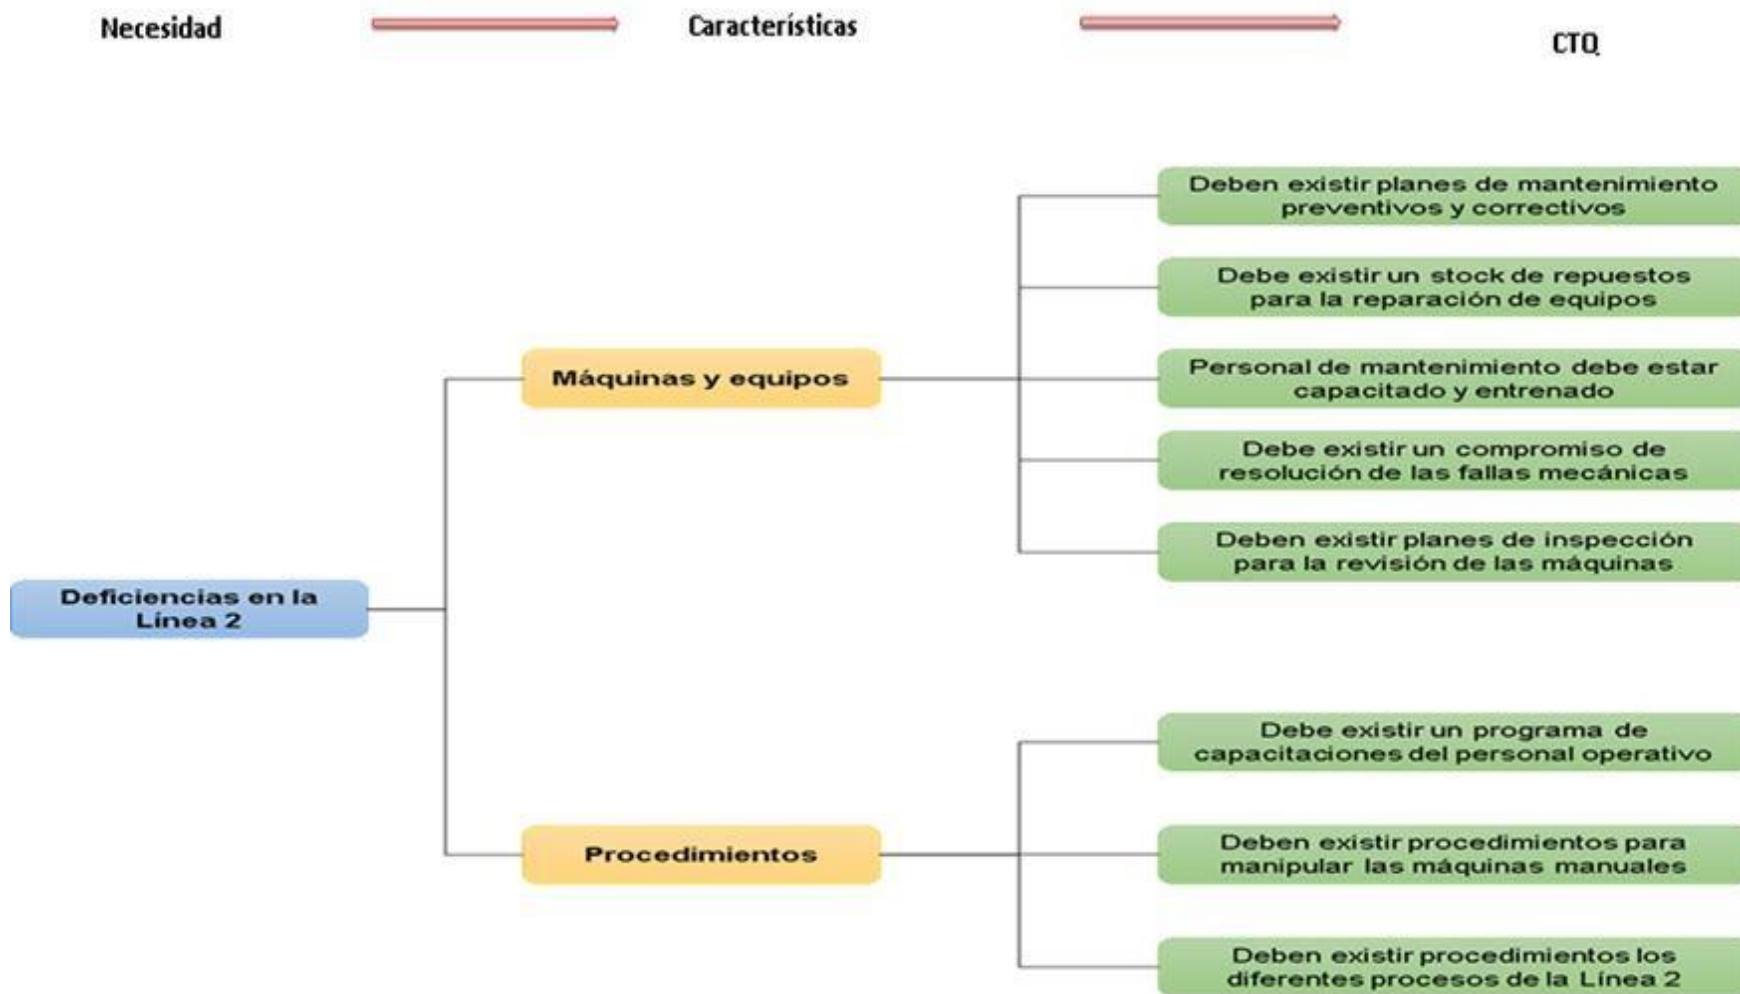 Necesidad
Características
CTQ
Deben existir planes de mantenimiento
preventivos y correctivos
Debe existir un stock de repuestos
para la reparación de equipos
Máquinas y equipos
Personal de mantenimiento debe estar
capacitado y entrenado
Debe existir un compromiso de
resolución de las fallas mecánicas
Deben existir planes de inspección
para la revisión de las máquinas
Deficiencias en la
Línea 2
Debe existir un programa de
capacitaciones del personal operativo
Procedimientos
Deben existir procedimientos para
manipular las máquinas manuales
Deben existir procedimientos los
diferentes procesos de la Línea 2